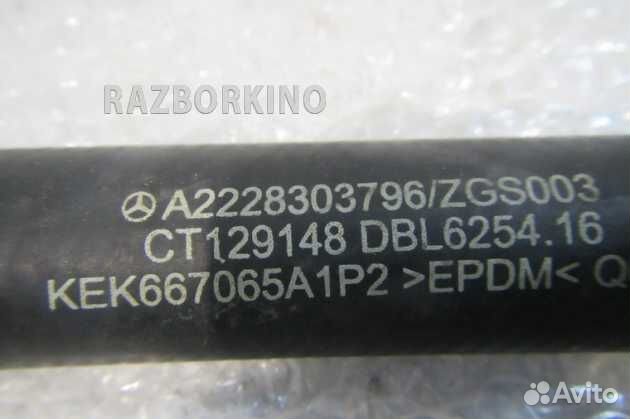 RAZBORKINO
A2228303796/ZGS003
CT129148 DBL6254.16
KEK667065A1P2 >EPDM< Q
Avito